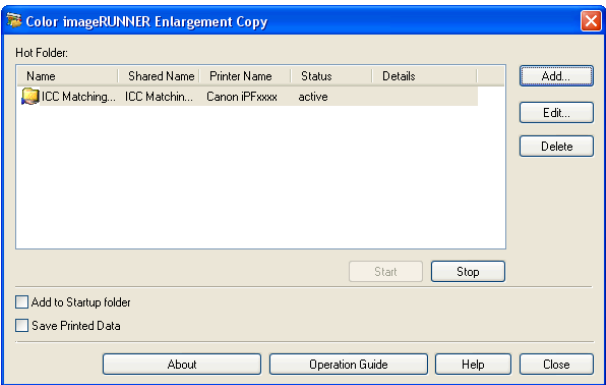 Color imageRUNNER Enlargement Copy
Hot Folder:
Name Shared Name Printer Name Status Details
ICC Matching... ICC Matchin... Canon iPFxxxx active
Add...
Edit...
Delete
Start Stop
Add to Startup folder
Save Printed Data
About Operation Guide Help Close